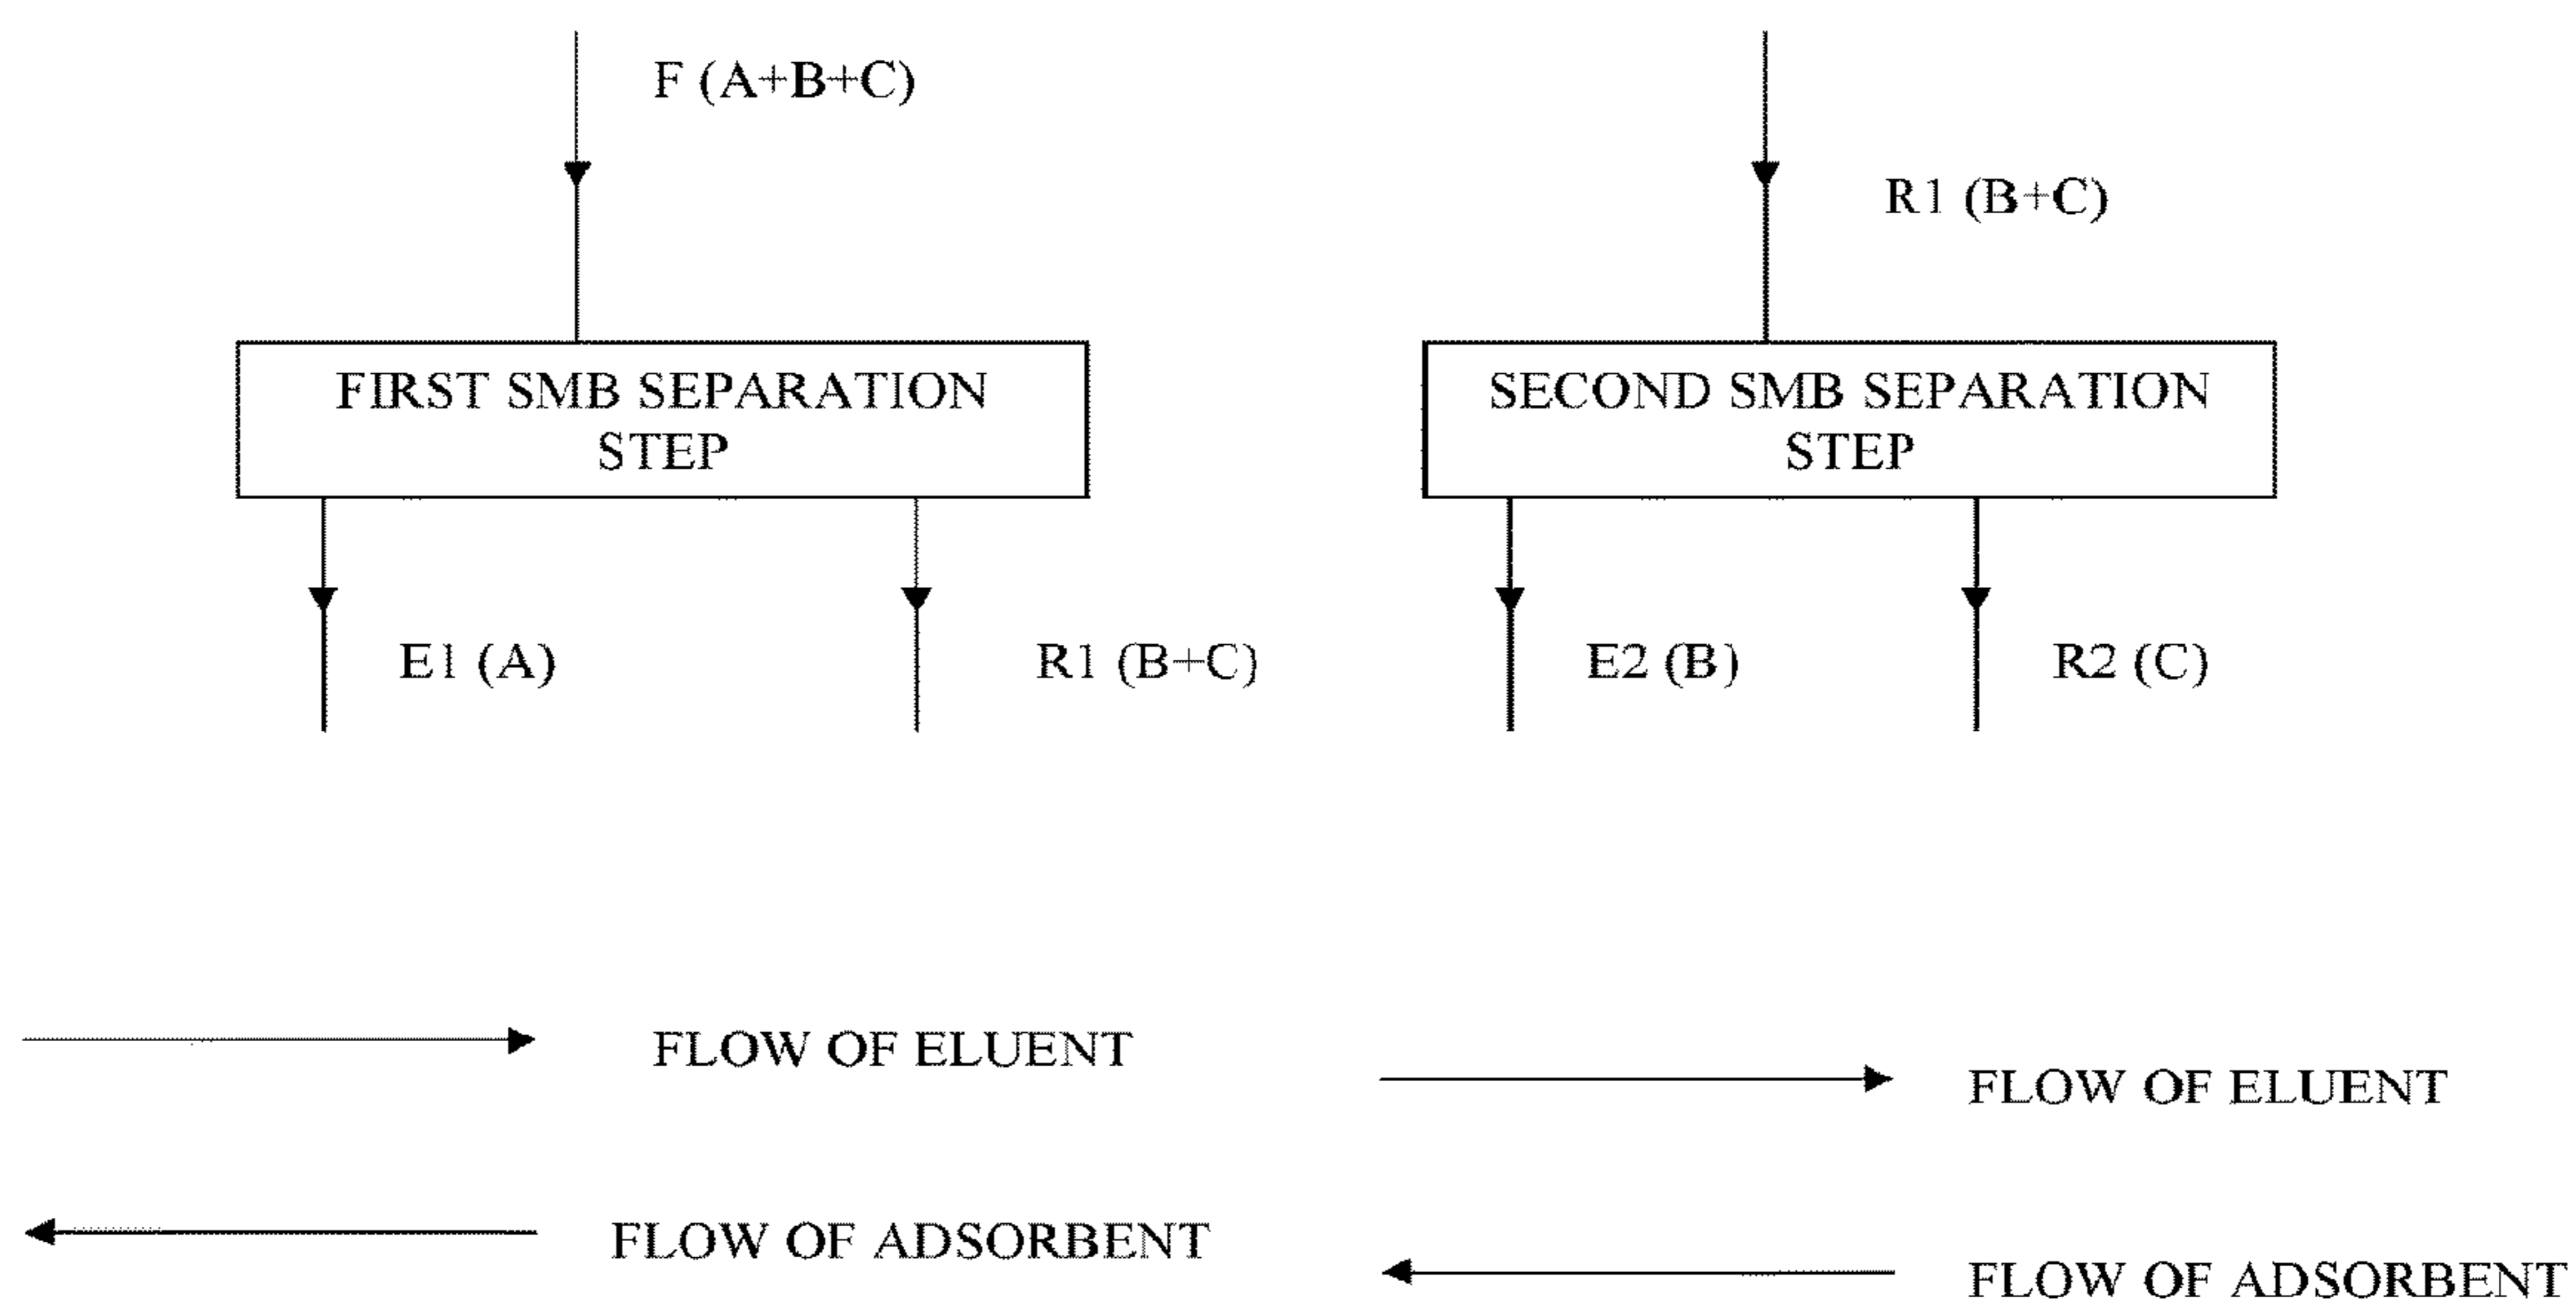 F (A+B+C)
R1 (B+C)
FIRST SMB SEPARATION
STEP
SECOND SMB SEPARATION
STEP
E1 (A)
R1 (B+C)
E2 (B)
R2 (C)
FLOW OF ELUENT
FLOW OF ELUENT
FLOW OF ADSORBENT
FLOW OF ADSORBENT